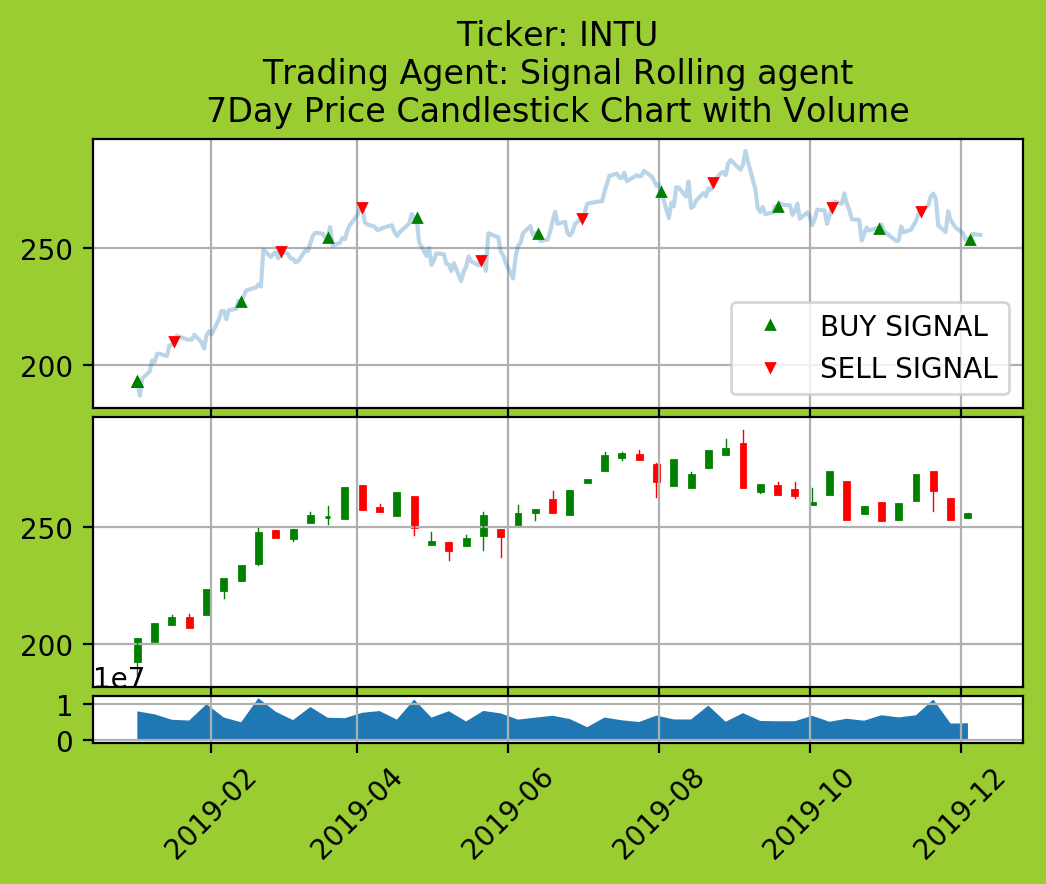 Ticker: INTU
Trading Agent: Signal Rolling agent
7Day Price Candlestick Chart with Volume
250
200
BUY SIGNAL
SELL SIGNAL
250
200
1e7
1
0
2019-02
2019-04
2019-06
2019-08
2019-10
2019-12